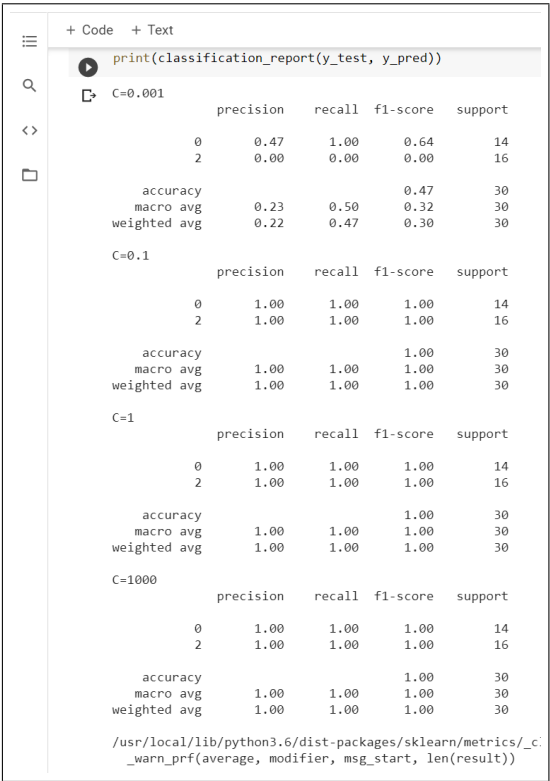 + Code + Text
print(classification_report(y_test, y_pred))
C=0.001
precision recall f1-score support
0 0.47 1.00 0.64 14
2 0.00 0.00 0.00 16
accuracy 0.47 30
macro avg 0.23 0.50 0.32 30
weighted avg 0.22 0.47 0.30 30
C=0.1
precision recall f1-score support
0 1.00 1.00 1.00 14
2 1.00 1.00 1.00 16
accuracy 1.00 30
macro avg 1.00 1.00 1.00 30
weighted avg 1.00 1.00 1.00 30
C=1
precision recall f1-score support
0 1.00 1.00 1.00 14
2 1.00 1.00 1.00 16
accuracy 1.00 30
macro avg 1.00 1.00 1.00 30
weighted avg 1.00 1.00 1.00 30
C=1000
precision recall f1-score support
0 1.00 1.00 1.00 14
2 1.00 1.00 1.00 16
accuracy 1.00 30
macro avg 1.00 1.00 1.00 30
weighted avg 1.00 1.00 1.00 30
/usr/local/lib/python3.6/dist-packages/sklearn/metrics/_c
_warn_prf(average, modifier, msg_start, len(result))